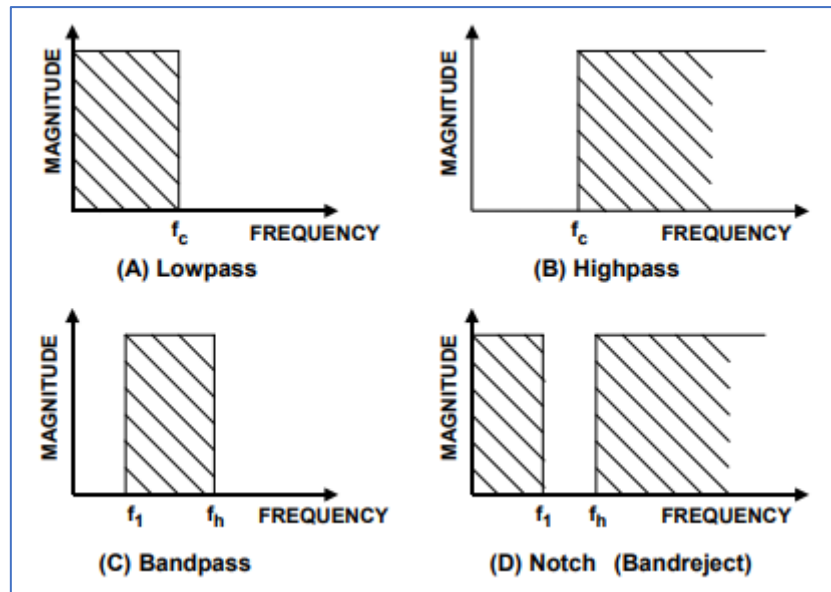 MAGNITUDE
f_c FREQUENCY
(A) Lowpass
MAGNITUDE
f_c FREQUENCY
(B) Highpass
MAGNITUDE
f_1 f_h FREQUENCY
(C) Bandpass
MAGNITUDE
f_1 f_h FREQUENCY
(D) Notch (Bandreject)